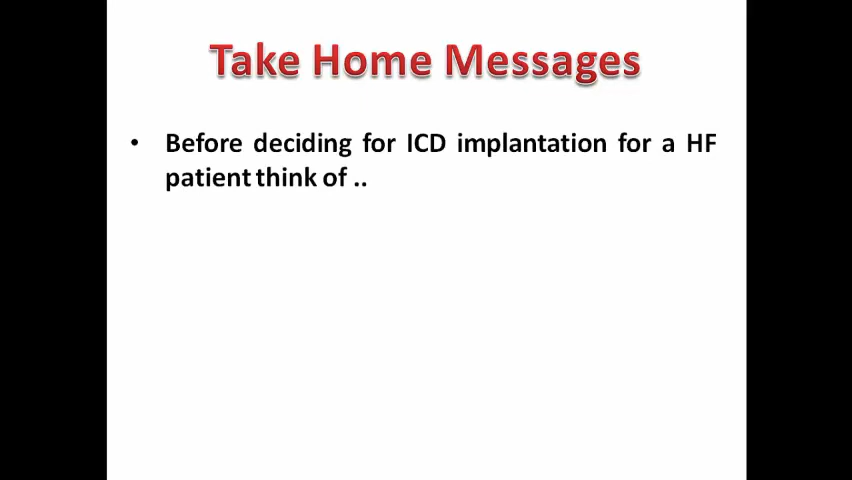 Take Home Messages
• Before deciding for ICD implantation for a HF
patient think of ..